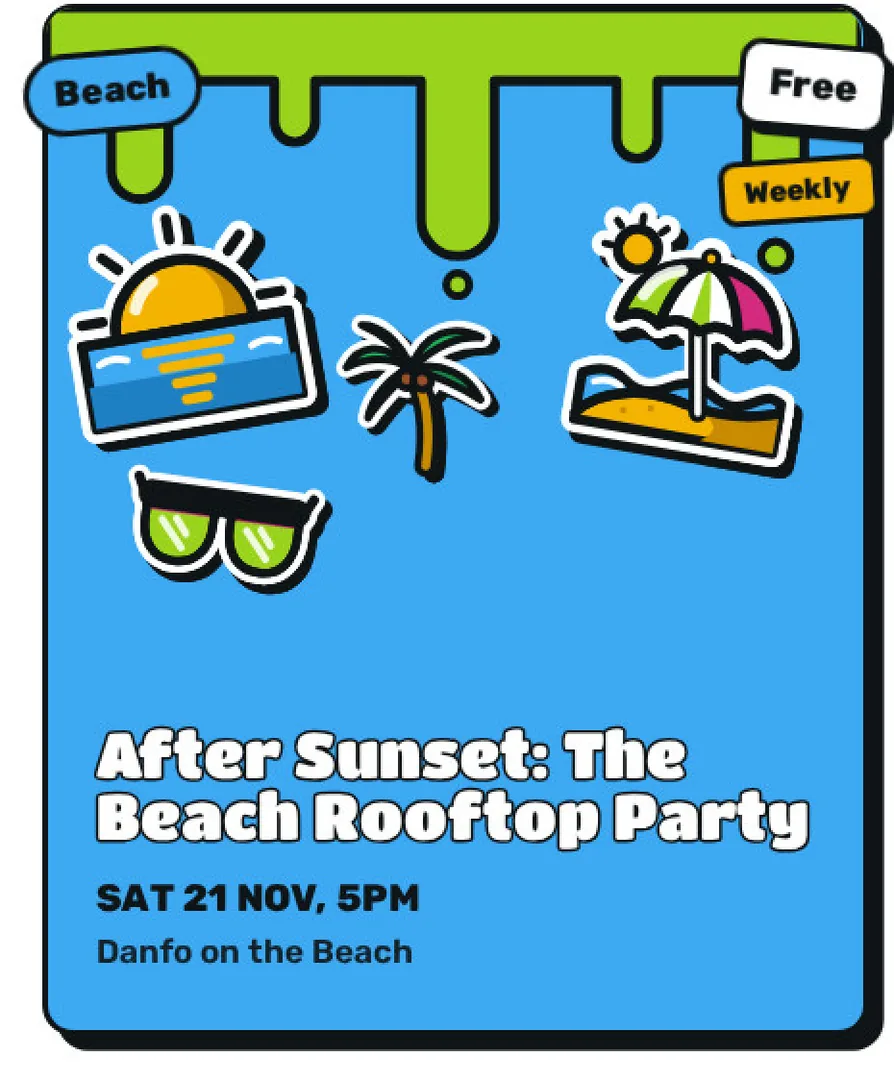 Beach
Free
Weekly
After Sunset: The
Beach Rooftop Party
SAT 21 NOV, 5PM
Danfo on the Beach